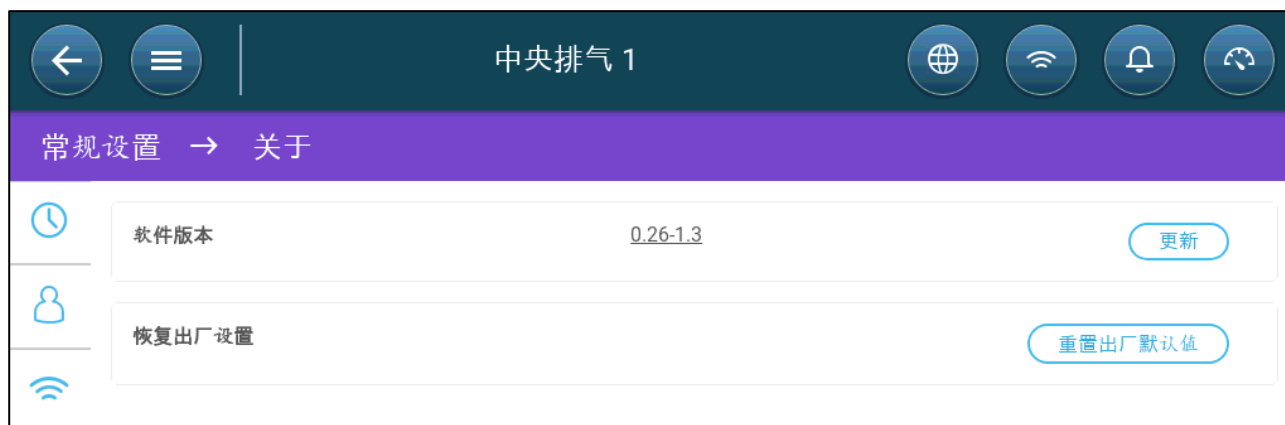 中央排气 1
常规设置 → 关于
软件版本 0.26-1.3 更新
恢复出厂设置 重置出厂默认值